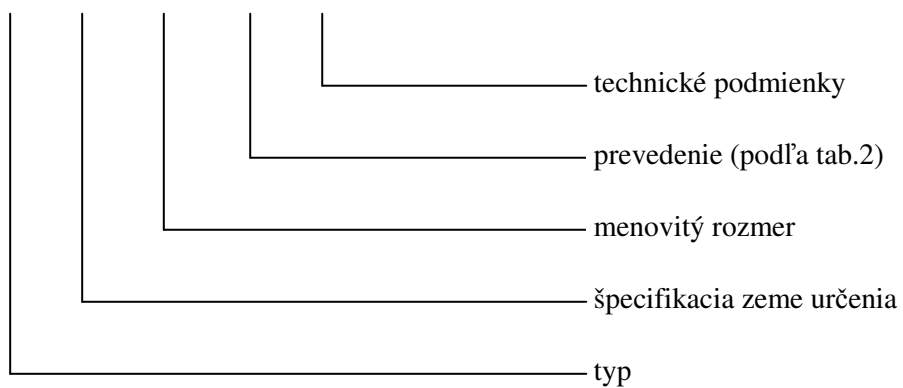 technické podmienky
prevedenie (podľa tab.2)
menovitý rozmer
špecifikacia zeme určenia
typ